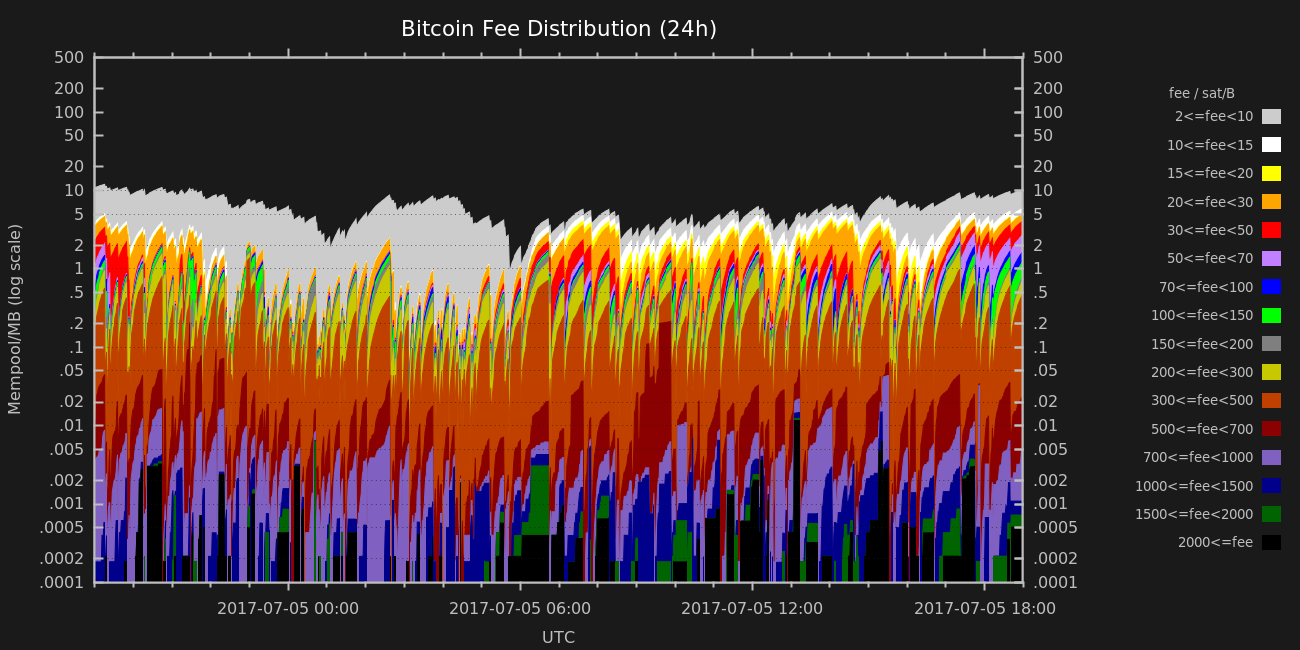 Bitcoin Fee Distribution (24h)
500
200
100
50
20
10
5
2
1
.5
.2
.1
.05
.02
.01
.005
.002
.001
.0005
.0002
.0001
Mempool/MB (log scale)
500
200
100
50
20
10
5
2
1
.5
.2
.1
.05
.02
.01
.005
.002
.001
.0005
.0002
.0001
2017-07-05 00:00
2017-07-05 06:00
2017-07-05 12:00
2017-07-05 18:00
UTC
fee / sat/B
2<=fee<10
10<=fee<15
15<=fee<20
20<=fee<30
30<=fee<50
50<=fee<70
70<=fee<100
100<=fee<150
150<=fee<200
200<=fee<300
300<=fee<500
500<=fee<700
700<=fee<1000
1000<=fee<1500
1500<=fee<2000
2000<=fee